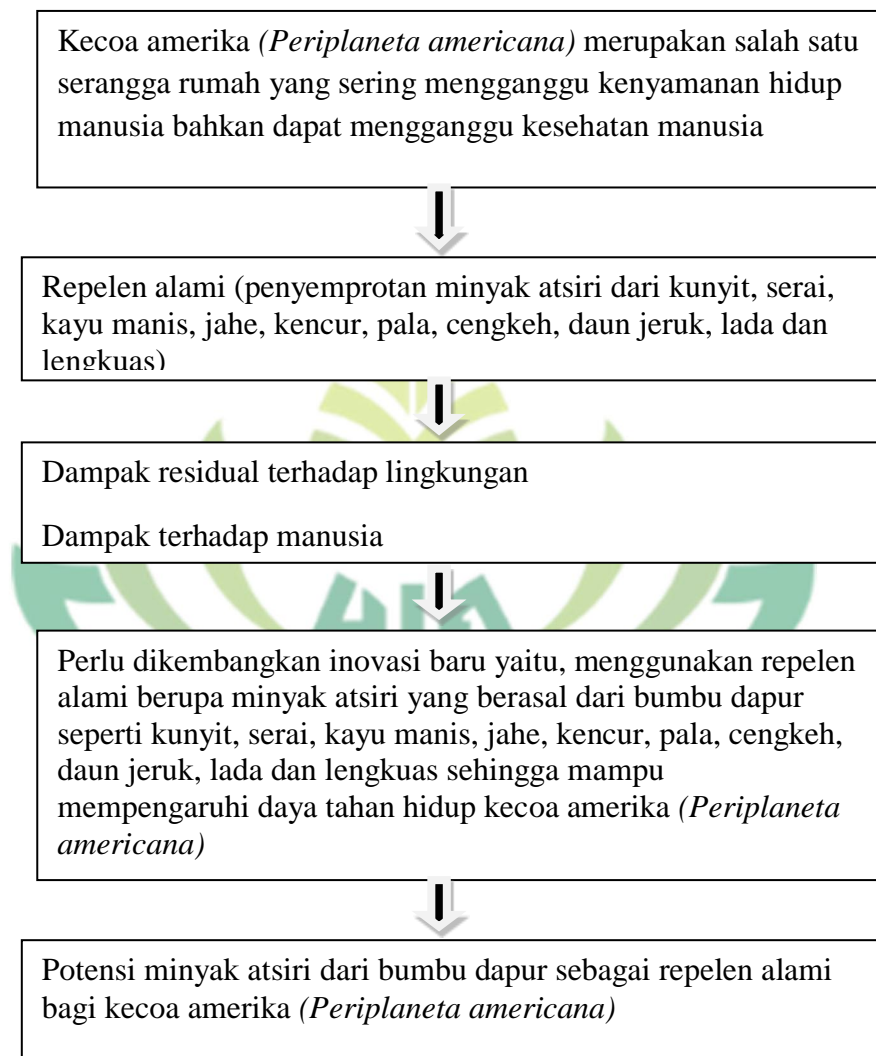 Kecoa amerika (Periplaneta americana) merupakan salah satu
serangga rumah yang sering mengganggu kenyamanan hidup
manusia bahkan dapat mengganggu kesehatan manusia
Repelen alami (penyemprotan minyak atsiri dari kunyit, serai,
kayu manis, jahe, kencur, pala, cengkeh, daun jeruk, lada dan
lengkuas)
Dampak residual terhadap lingkungan
Dampak terhadap manusia
Perlu dikembangkan inovasi baru yaitu, menggunakan repelen
alami berupa minyak atsiri yang berasal dari bumbu dapur
seperti kunyit, serai, kayu manis, jahe, kencur, pala, cengkeh,
daun jeruk, lada dan lengkuas sehingga mampu
mempengaruhi daya tahan hidup kecoa amerika (Periplaneta
americana)
Potensi minyak atsiri dari bumbu dapur sebagai repelen alami
bagi kecoa amerika (Periplaneta americana)